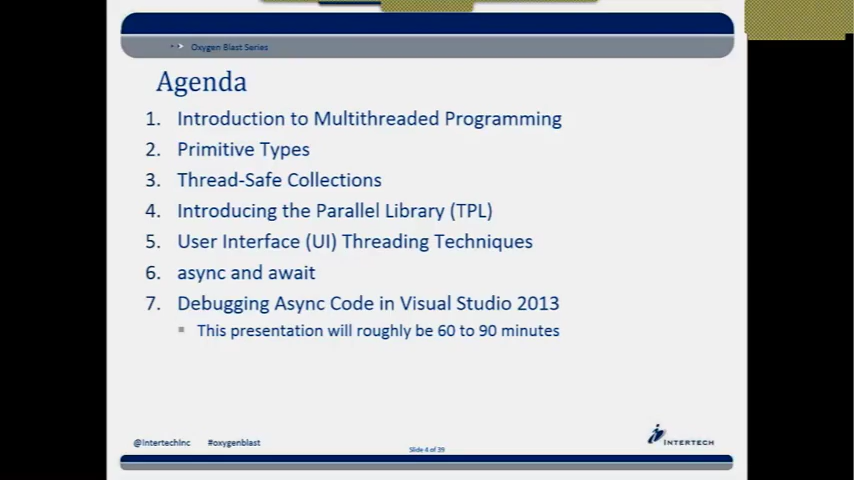 Oxygen Blast Series
Agenda
1. Introduction to Multithreaded Programming
2. Primitive Types
3. Thread-Safe Collections
4. Introducing the Parallel Library (TPL)
5. User Interface (UI) Threading Techniques
6. async and await
7. Debugging Async Code in Visual Studio 2013
This presentation will roughly be 60 to 90 minutes
@IntertechInc #oxygenblast
Slide 4 of 39
INTERTECH